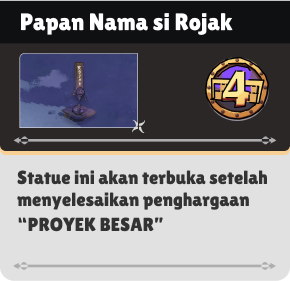 Papan Nama si Rojak
4
Statue ini akan terbuka setelah
menyelesaikan penghargaan
“PROYEK BESAR”